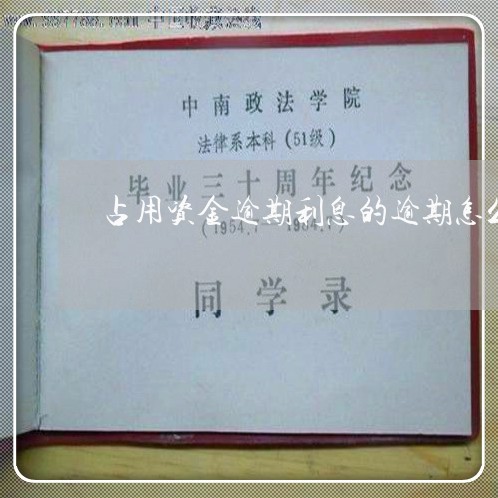 中南政法学院
法律系本科（51级）
毕业三十周年纪念
占用资金逾期利息的逾期怎么
同学录